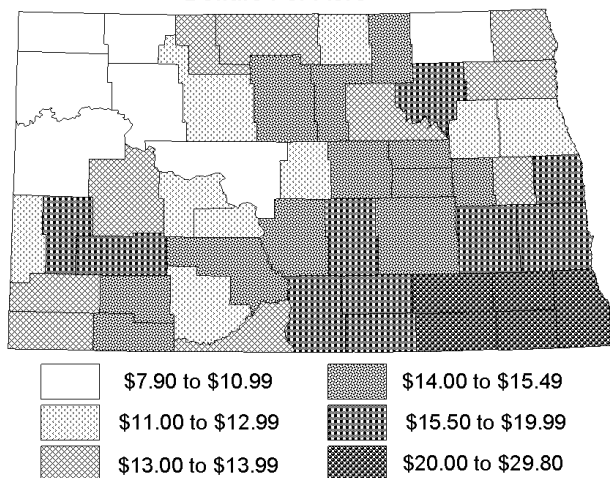 $7.90 to $10.99
$14.00 to $15.49
$11.00 to $12.99
$15.50 to $19.99
$13.00 to $13.99
$20.00 to $29.80